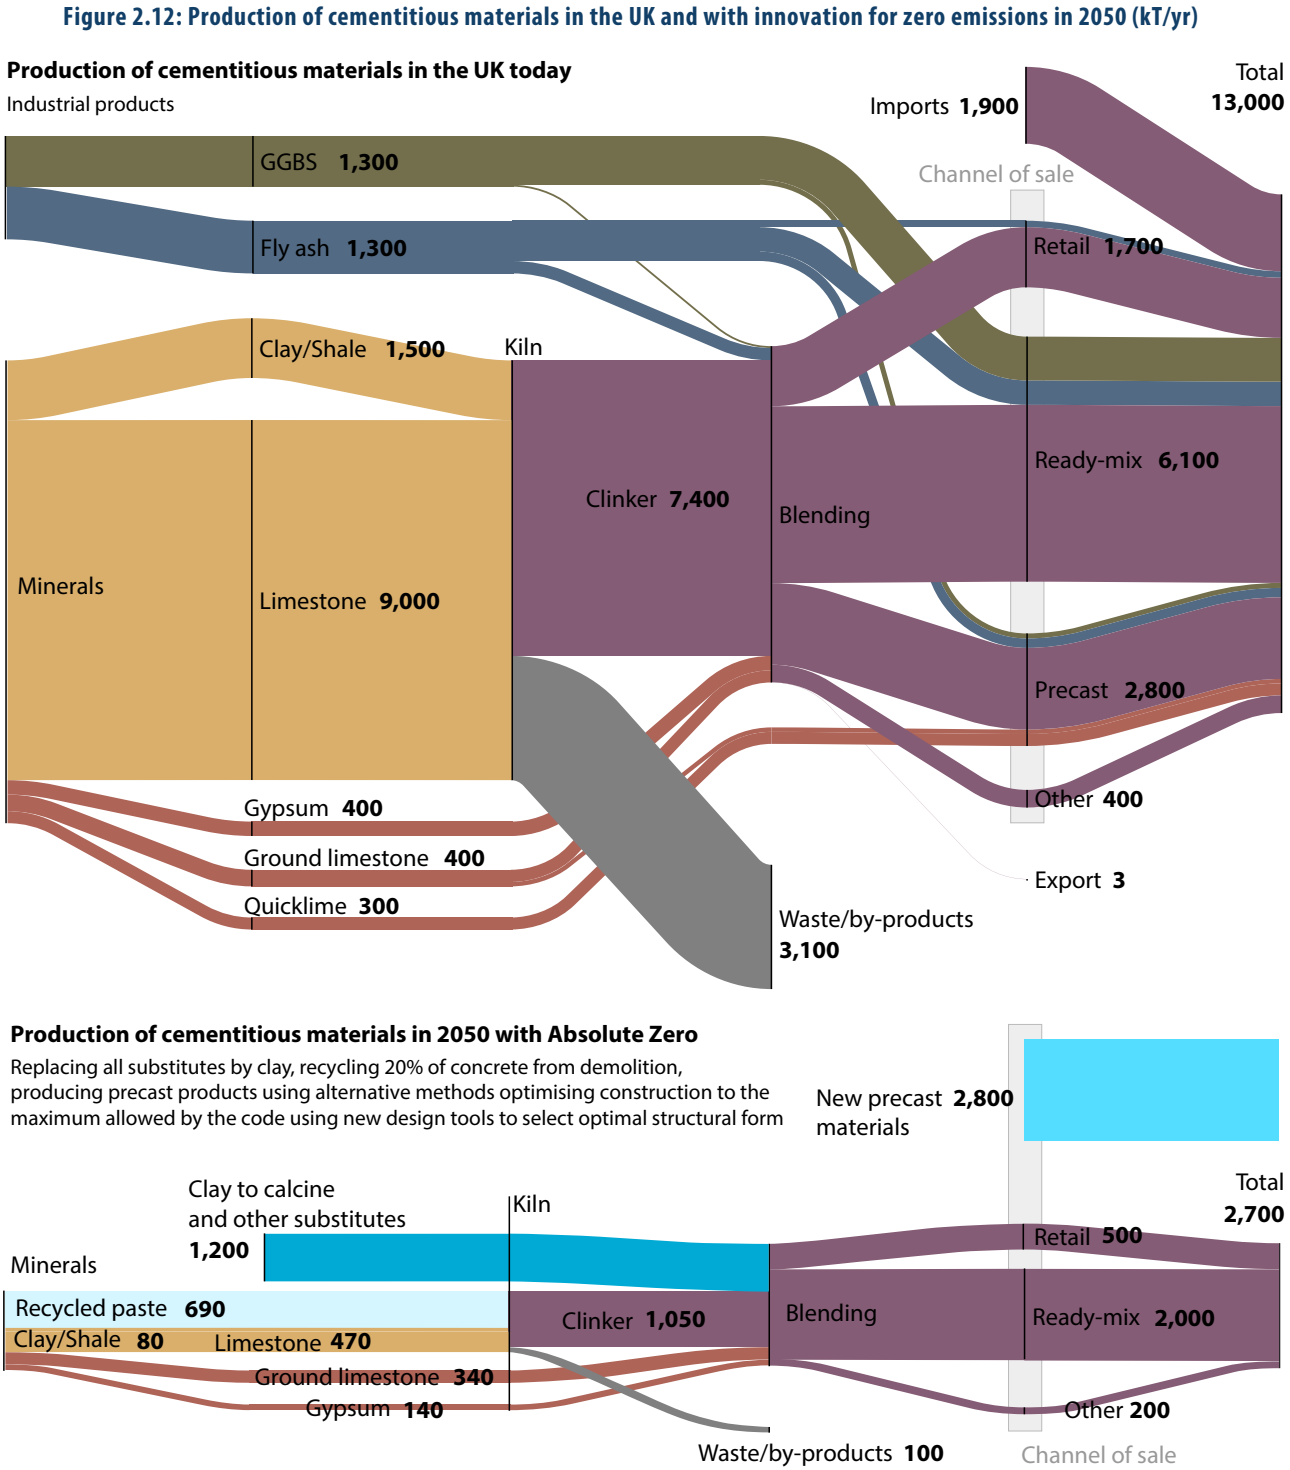 Figure 2.12: Production of cementitious materials in the UK and with innovation for zero emissions in 2050 (kT/yr)
Production of cementitious materials in the UK today
Industrial products
Total
13,000
Imports 1,900
Channel of sale
GGBS 1,300
Fly ash 1,300
Retail 1,700
Clay/Shale 1,500
Kiln
Ready-mix 6,100
Clinker 7,400
Blending
Minerals
Limestone 9,000
Precast 2,800
Gypsum 400
Other 400
Ground limestone 400
Export 3
Quicklime 300
Waste/by-products
3,100
Production of cementitious materials in 2050 with Absolute Zero
Replacing all substitutes by clay, recycling 20% of concrete from demolition,
producing precast products using alternative methods optimising construction to the
maximum allowed by the code using new design tools to select optimal structural form
New precast 2,800
materials
Clay to calcine
and other substitutes
1,200
Kiln
Total
2,700
Retail 500
Minerals
Recycled paste 690
Clinker 1,050
Blending
Ready-mix 2,000
Clay/Shale 80
Limestone 470
Ground limestone 340
Gypsum 140
Other 200
Waste/by-products 100
Channel of sale